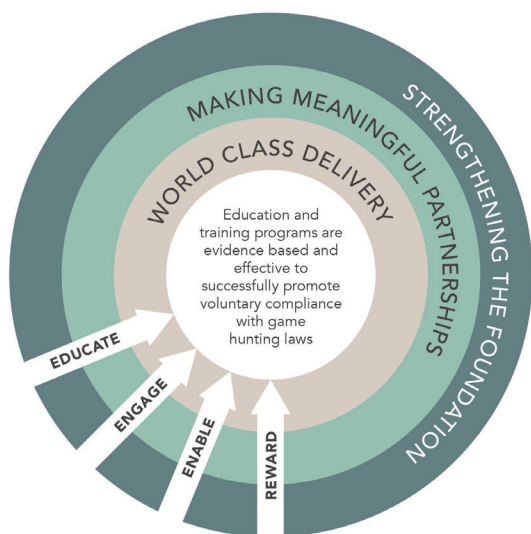 STRENGTHENING THE FOUNDATION
MAKING MEANINGFUL PARTNERSHIPS
WORLD CLASS DELIVERY
Education and
training programs are
evidence based and
effective to
successfully promote
voluntary compliance
with game
hunting laws
EDUCATE
ENGAGE
ENABLE
REWARD